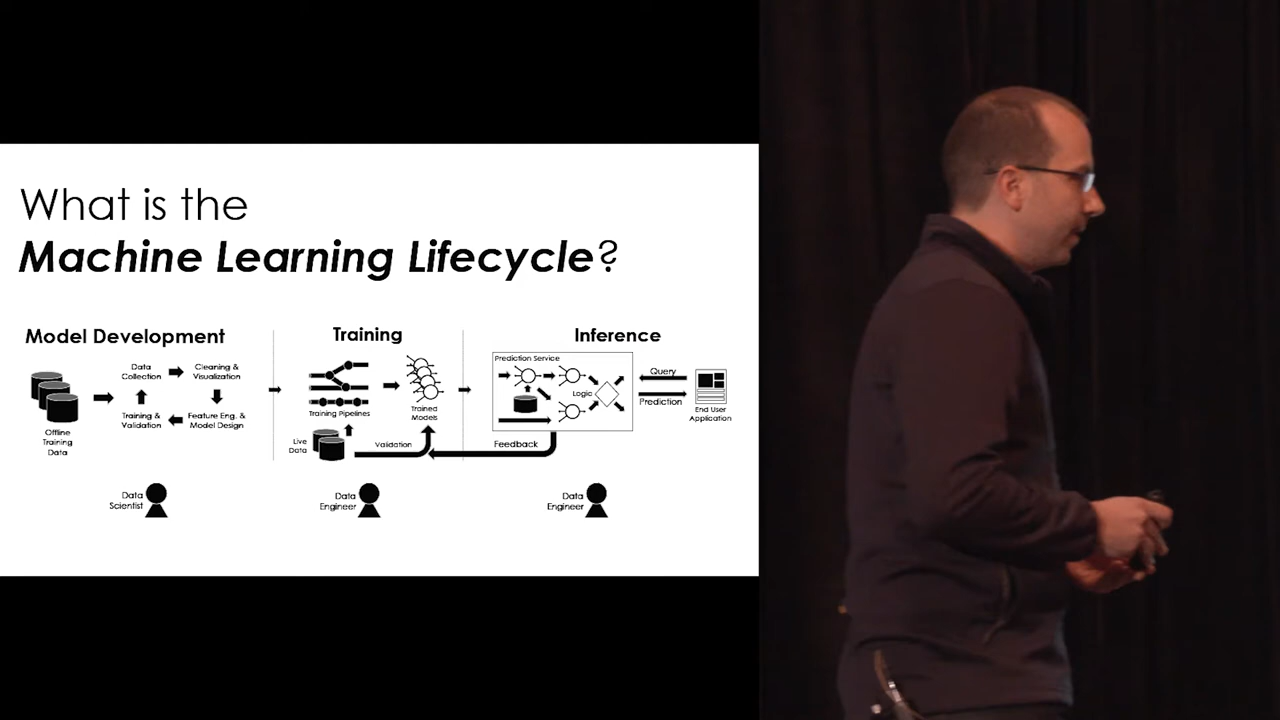 What is the
Machine Learning Lifecycle?
Model Development
Training
Inference
Offline
Training
Data
Data
Collection
Cleaning &
Visualization
Training &
Validation
Feature Eng. &
Model Design
Training Pipelines
Trained
Models
Live
Data
Validation
Prediction Service
Logic
Feedback
Query
Prediction
End User
Application
Data
Scientist
Data
Engineer
Data
Engineer